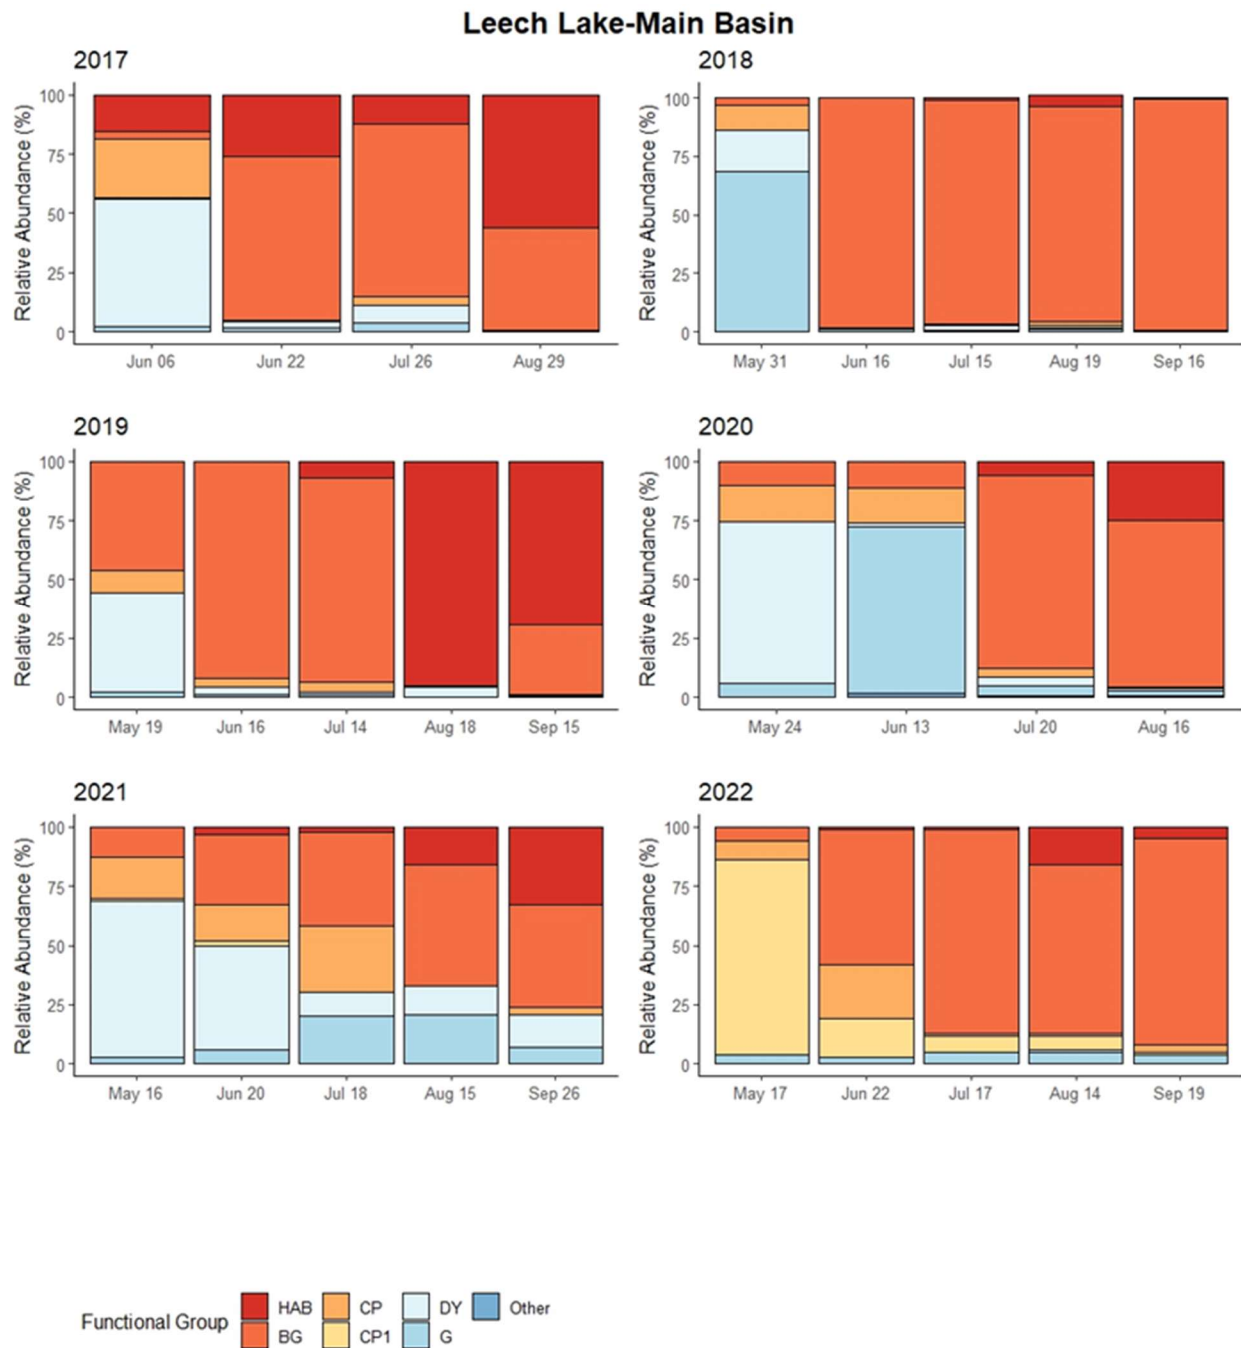 Leech Lake-Main Basin
2017
2018
Relative Abundance (%)
100
75
50
25
0
Jun 06 Jun 22 Jul 26 Aug 29
Relative Abundance (%)
100
75
50
25
0
May 31 Jun 16 Jul 15 Aug 19 Sep 16
2019
2020
Relative Abundance (%)
100
75
50
25
0
May 19 Jun 16 Jul 14 Aug 18 Sep 15
Relative Abundance (%)
100
75
50
25
0
May 24 Jun 13 Jul 20 Aug 16
2021
2022
Relative Abundance (%)
100
75
50
25
0
May 16 Jun 20 Jul 18 Aug 15 Sep 26
Relative Abundance (%)
100
75
50
25
0
May 17 Jun 22 Jul 17 Aug 14 Sep 19
Functional Group
HAB CP DY Other
BG CP1 G